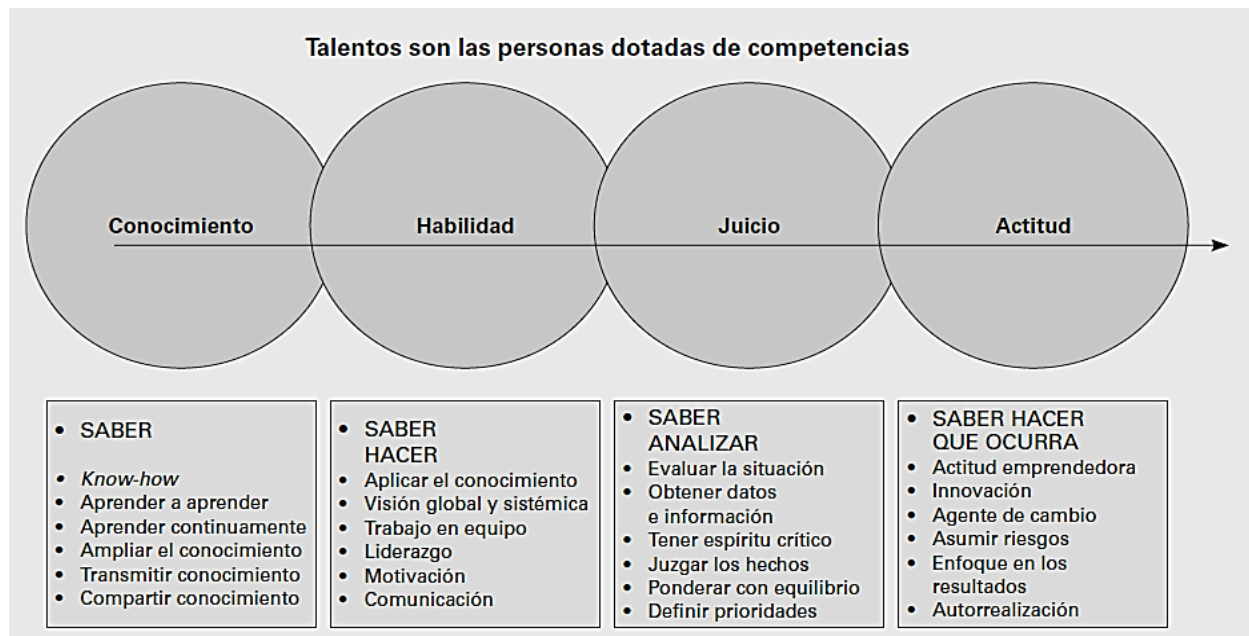 Talentos son las personas dotadas de competencias
Conocimiento
Habilidad
Juicio
Actitud
• SABER
• Know-how
• Aprender a aprender
• Aprender continuamente
• Ampliar el conocimiento
• Transmitir conocimiento
• Compartir conocimiento
• SABER
HACER
• Aplicar el conocimiento
• Visión global y sistémica
• Trabajo en equipo
• Liderazgo
• Motivación
• Comunicación
• SABER
ANALIZAR
• Evaluar la situación
• Obtener datos
e información
• Tener espíritu crítico
• Juzgar los hechos
• Ponderar con equilibrio
• Definir prioridades
• SABER HACER
QUE OCURRA
• Actitud emprendedora
• Innovación
• Agente de cambio
• Asumir riesgos
• Enfoque en los
resultados
• Autorrealización